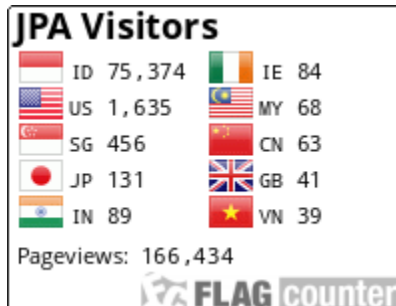 JPA Visitors
ID 75,374 IE 84
US 1,635 MY 68
SG 456 CN 63
JP 131 GB 41
IN 89 VN 39
Pageviews: 166,434
FLAG counter